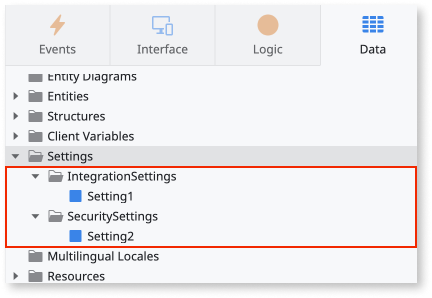 Events
Interface
Logic
Data
Entity Diagrams
Entities
Structures
Client Variables
Settings
IntegrationSettings
Setting1
SecuritySettings
Setting2
Multilingual Locales
Resources